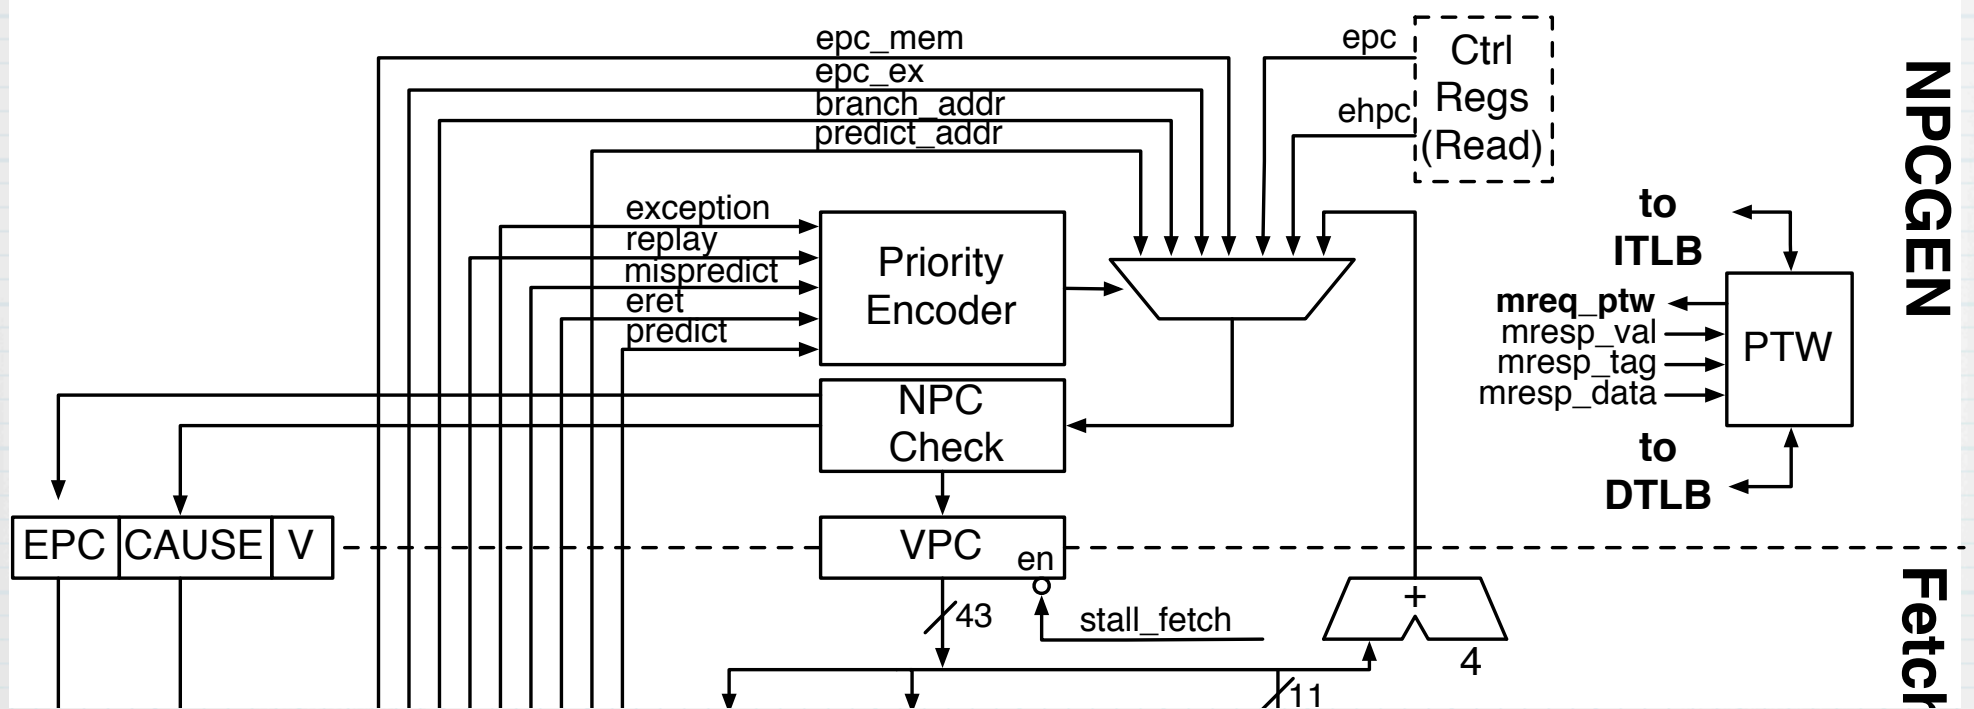 epc_mem
epc_ex
branch_addr
predict_addr
epc
ehpc
Ctrl
Regs
(Read)
NPCGEN
exception
replay
mispredict
eret
predict
Priority
Encoder
to
ITLB
mreq_ptw
mresp_val
mresp_tag
mresp_data
PTW
to
DTLB
NPC
Check
EPC CAUSE V
VPC
en
43
stall_fetch
+
4
11
Fetch